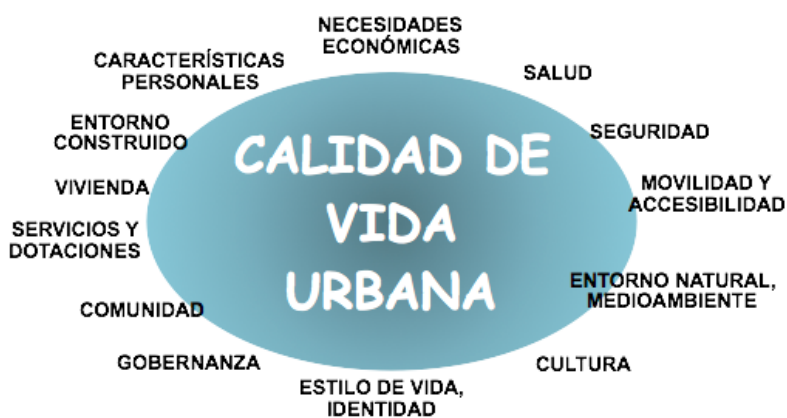 NECESIDADES
ECONÓMICAS
CARACTERÍSTICAS
PERSONALES
SALUD
ENTORNO
CONSTRUIDO
SEGURIDAD
CALIDAD DE
VIDA
URBANA
VIVIENDA
MOVILIDAD Y
ACCESIBILIDAD
SERVICIOS Y
DOTACIONES
ENTORNO NATURAL,
MEDIOAMBIENTE
COMUNIDAD
GOBERNANZA
CULTURA
ESTILO DE VIDA,
IDENTIDAD